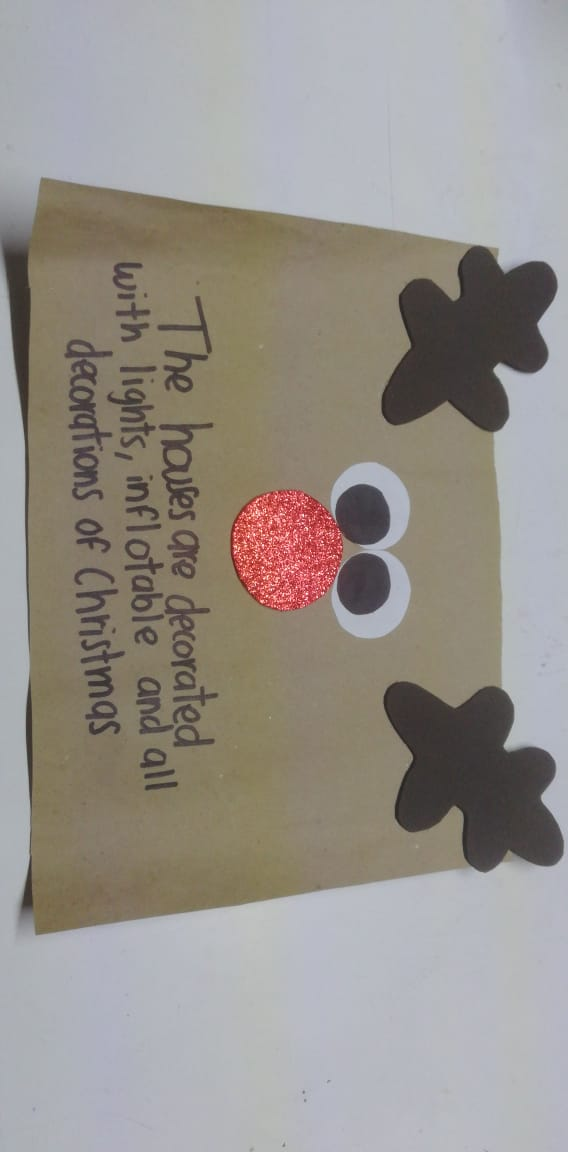 The houses are decorated
with lights, inflotable and all
decorations of Christmas